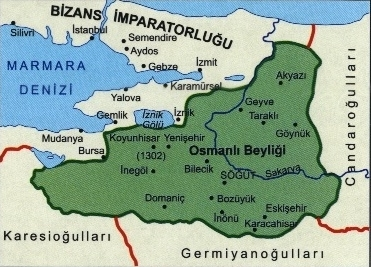 BİZANS İMPARATORLUĞU
Silivri
İstanbul
Semendire
Aydos
Gebze
İzmit
MARMARA
DENİZİ
Karamürsel
Akyazı
Yalova
Gemlik
İznik
Gölü
İznik
Geyve
Taraklı
Mudanya
Koyunhisar
(1302)
Yenişehir
Göynük
Bursa
Osmanlı Beyliği
Candaroğulları
İnegöl
Bilecik
SÖĞÜT
Sakarya
Domaniç
Bozüyük
İnönü
Eskişehir
Karacahisar
Karesioğulları
Germiyanoğulları